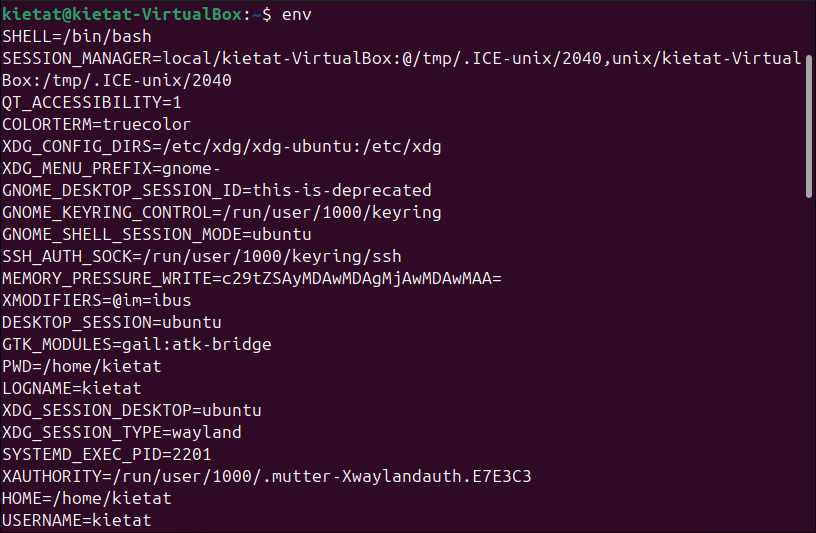 kietat@kietat-VirtualBox:~$ env
SHELL=/bin/bash
SESSION_MANAGER=local/kietat-VirtualBox:@/tmp/.ICE-unix/2040,unix/kietat-Virtual
Box:/tmp/.ICE-unix/2040
QT_ACCESSIBILITY=1
COLORTERM=truecolor
XDG_CONFIG_DIRS=/etc/xdg/xdg-ubuntu:/etc/xdg
XDG_MENU_PREFIX=gnome-
GNOME_DESKTOP_SESSION_ID=this-is-deprecated
GNOME_KEYRING_CONTROL=/run/user/1000/keyring
GNOME_SHELL_SESSION_MODE=ubuntu
SSH_AUTH_SOCK=/run/user/1000/keyring/ssh
MEMORY_PRESSURE_WRITE=c29tZSAyMDAwMDAgMjAwMDAwMAA=
XMODIFIERS=@im=ibus
DESKTOP_SESSION=ubuntu
GTK_MODULES=gail:atk-bridge
PWD=/home/kietat
LOGNAME=kietat
XDG_SESSION_DESKTOP=ubuntu
XDG_SESSION_TYPE=wayland
SYSTEMD_EXEC_PID=2201
XAUTHORITY=/run/user/1000/.mutter-Xwaylandauth.E7E3C3
HOME=/home/kietat
USERNAME=kietat